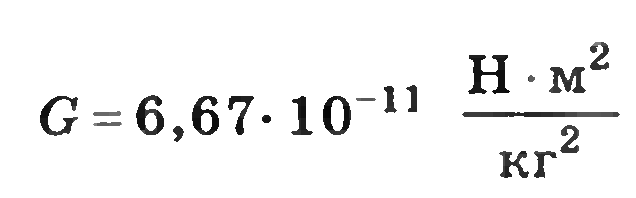 G = 6,67 · 10⁻¹¹ Н · м² / кг²